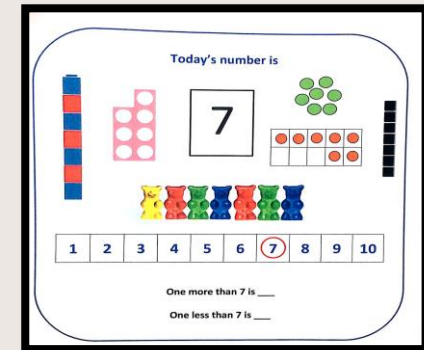 Today's number is
7
1 2 3 4 5 6 7 8 9 10
One more than 7 is ___
One less than 7 is ___